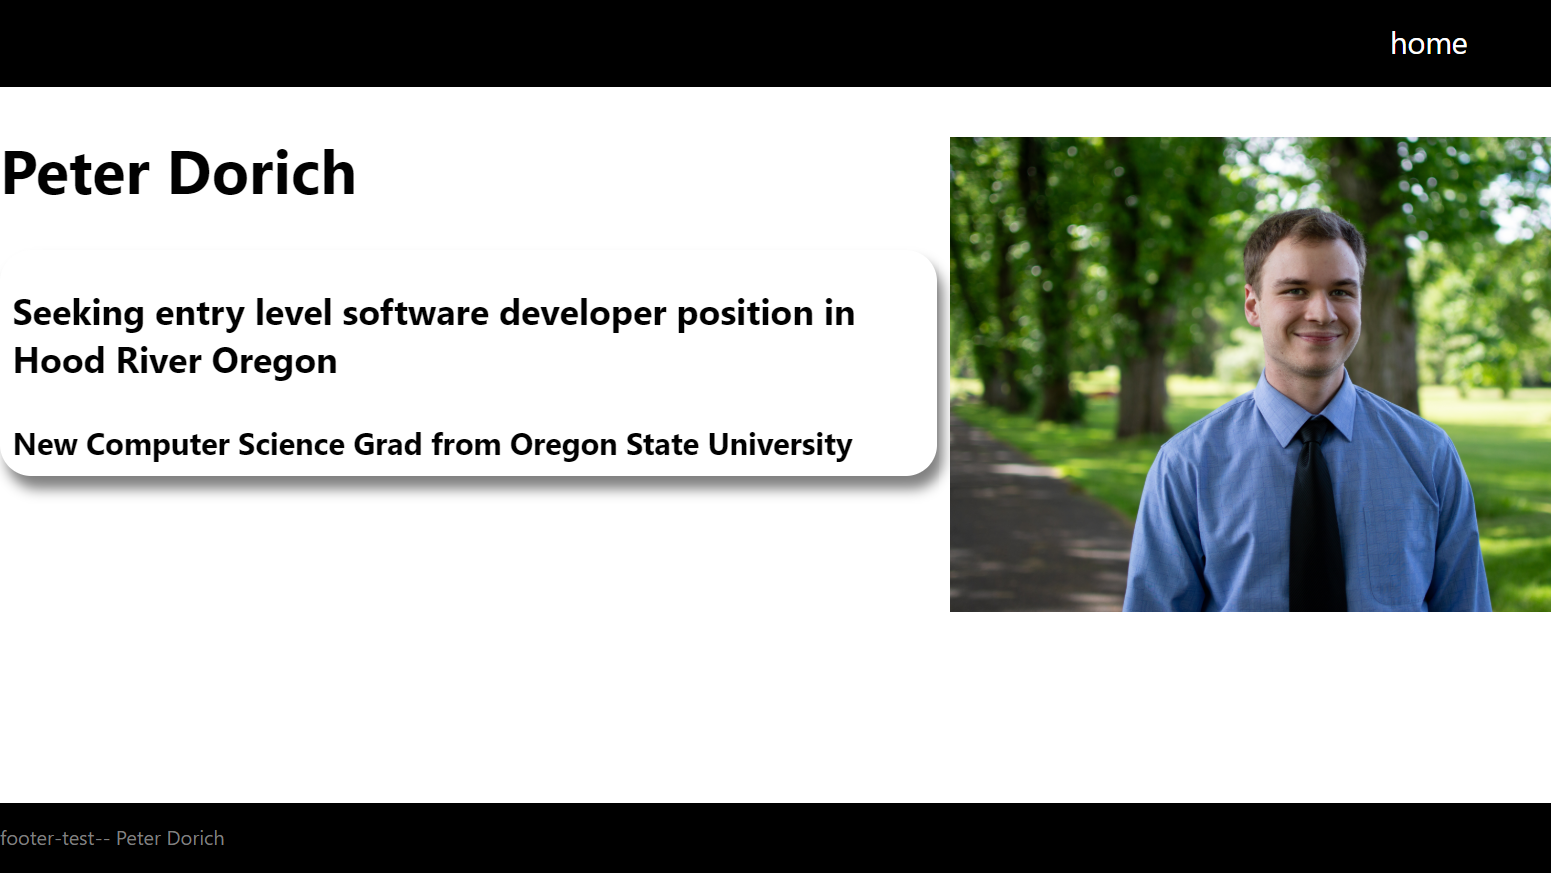 home
Peter Dorich
Seeking entry level software developer position in
Hood River Oregon
New Computer Science Grad from Oregon State University
footer-test-- Peter Dorich